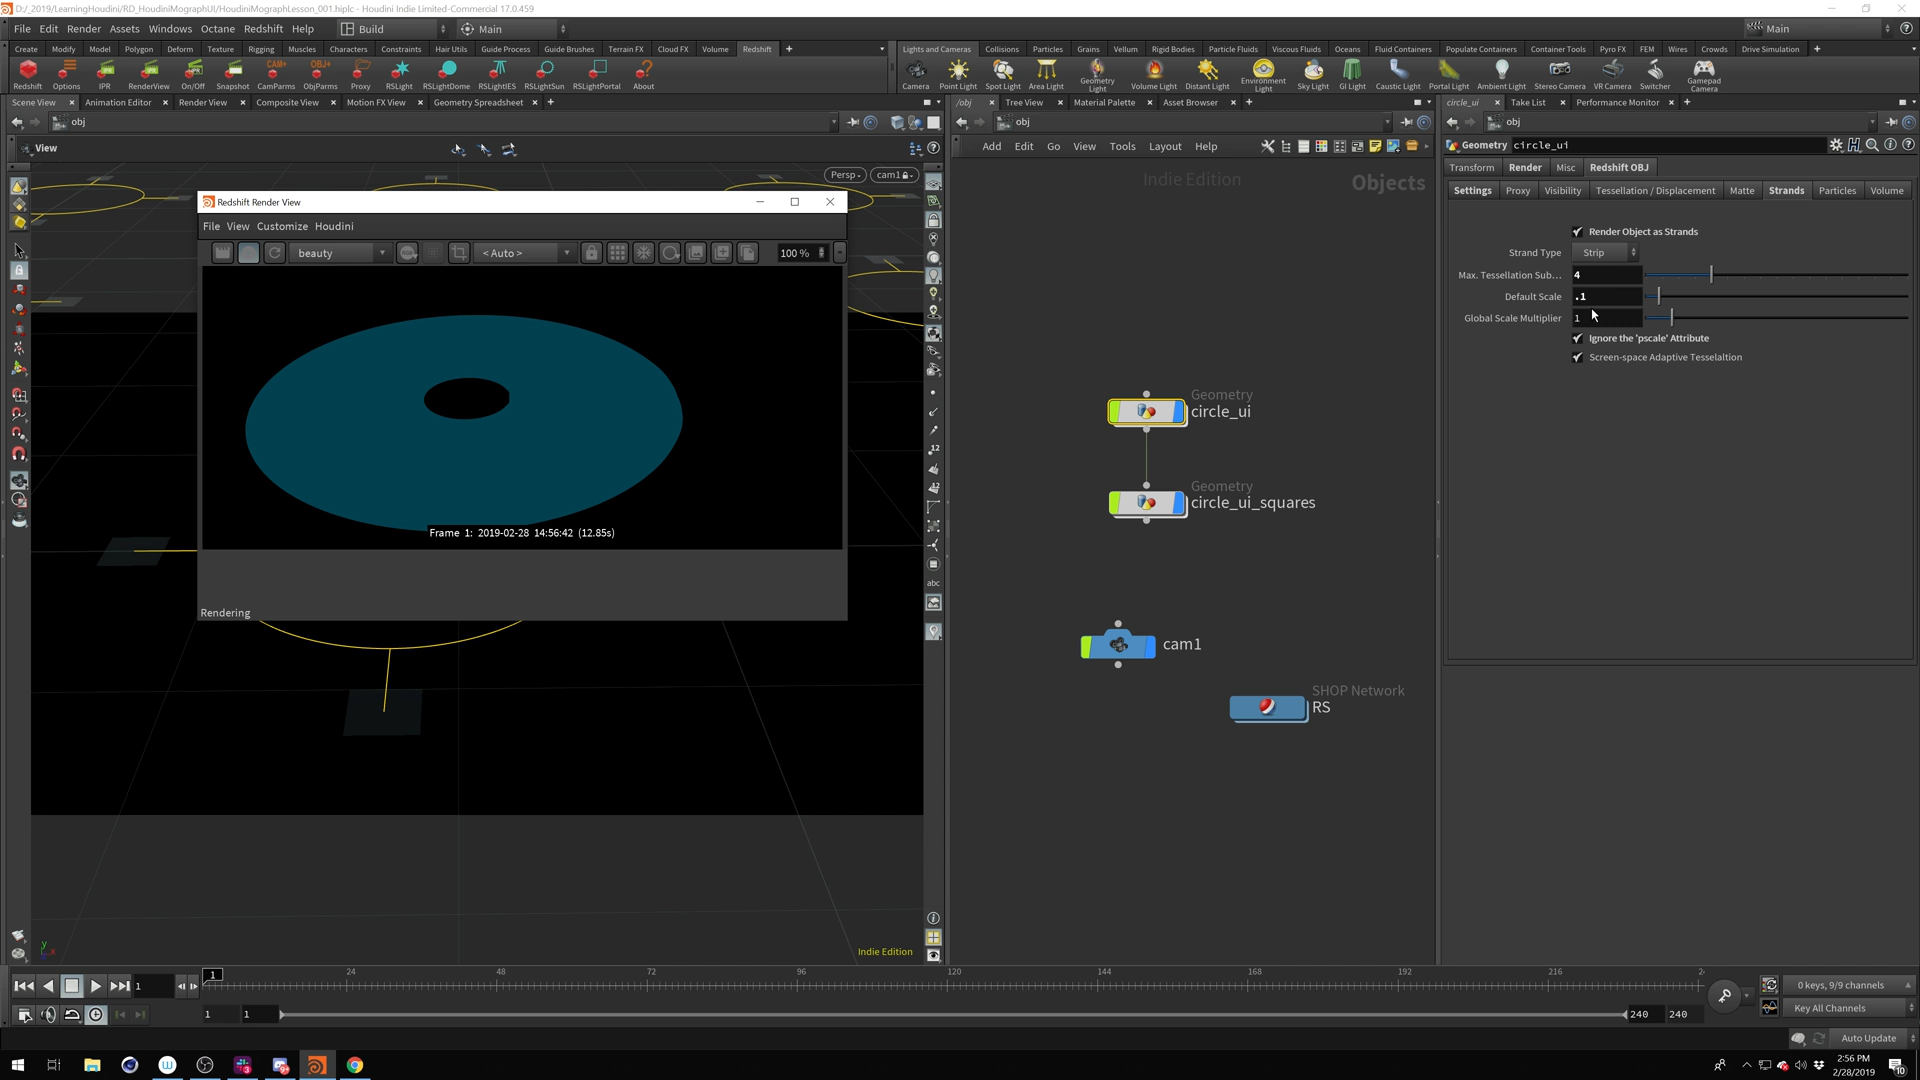 D:/_2019/LearningHoudini/RD_HoudiniMographUI/HoudiniMographLesson_001.hiplc - Houdini Indie Limited-Commercial 17.0.459
File Edit Render Assets Windows Octane Redshift Help Build Main Main
Create Modify Model Polygon Deform Texture Rigging Muscles Characters Constraints Hair Utils Guide Process Guide Brushes Terrain FX Cloud FX Volume Redshift
Lights and Cameras Collisions Particles Grains Vellum Rigid Bodies Particle Fluids Viscous Fluids Oceans Fluid Containers Populate Containers Container Tools Pyro FX FEM Wires Crowds Drive Simulation
Redshift Options IPR RenderView On/Off Snapshot CamParms ObjParms Proxy RSLight RSLightDome RSLightIES RSLightSun RSLightPortal About
Camera Point Light Spot Light Area Light Geometry Light Volume Light Distant Light Environment Light Sky Light GI Light Caustic Light Portal Light Ambient Light Stereo Camera VR Camera Switcher Gamepad Camera
Scene View Animation Editor Render View Composite View Motion FX View Geometry Spreadsheet
/obj Tree View Material Palette Asset Browser
circle_ui Take List Performance Monitor
obj
obj
obj
View
Add Edit Go View Tools Layout Help
Geometry circle_ui
Transform Render Misc Redshift OBJ
Settings Proxy Visibility Tessellation / Displacement Matte Strands Particles Volume
Persp cam1
Indie Edition
Objects
Redshift Render View
File View Customize Houdini
beauty < Auto > 100 %
Frame 1: 2019-02-28 14:56:42 (12.85s)
Rendering
Render Object as Strands
Strand Type Strip
Max. Tessellation Sub... 4
Default Scale .1
Global Scale Multiplier 1
Ignore the 'pscale' Attribute
Screen-space Adaptive Tesselaltion
Geometry
circle_ui
Geometry
circle_ui_squares
cam1
SHOP Network
RS
abc
Indie Edition
1 24 48 72 96 120 144 168 192 216 2
1
0 keys, 9/9 channels
1 1 240 240
Key All Channels
Auto Update
2:56 PM
2/28/2019
10